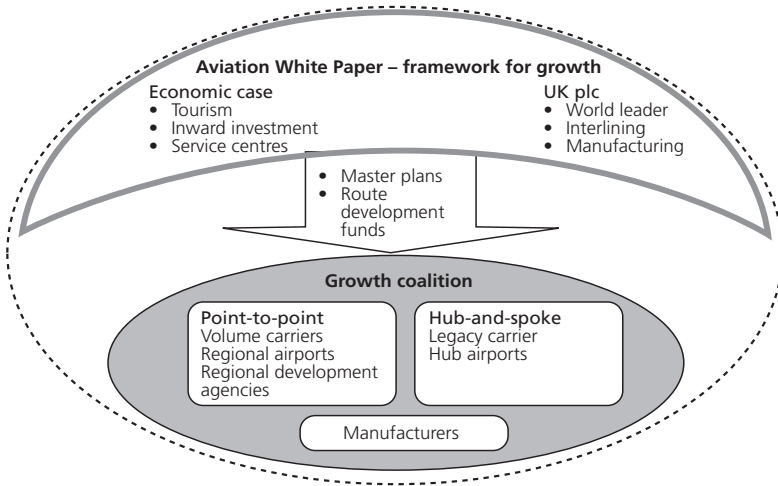 Aviation White Paper – framework for growth
Economic case
• Tourism
• Inward investment
• Service centres
UK plc
• World leader
• Interlining
• Manufacturing
• Master plans
• Route
development
funds
Growth coalition
Point-to-point
Volume carriers
Regional airports
Regional development
agencies
Hub-and-spoke
Legacy carrier
Hub airports
Manufacturers